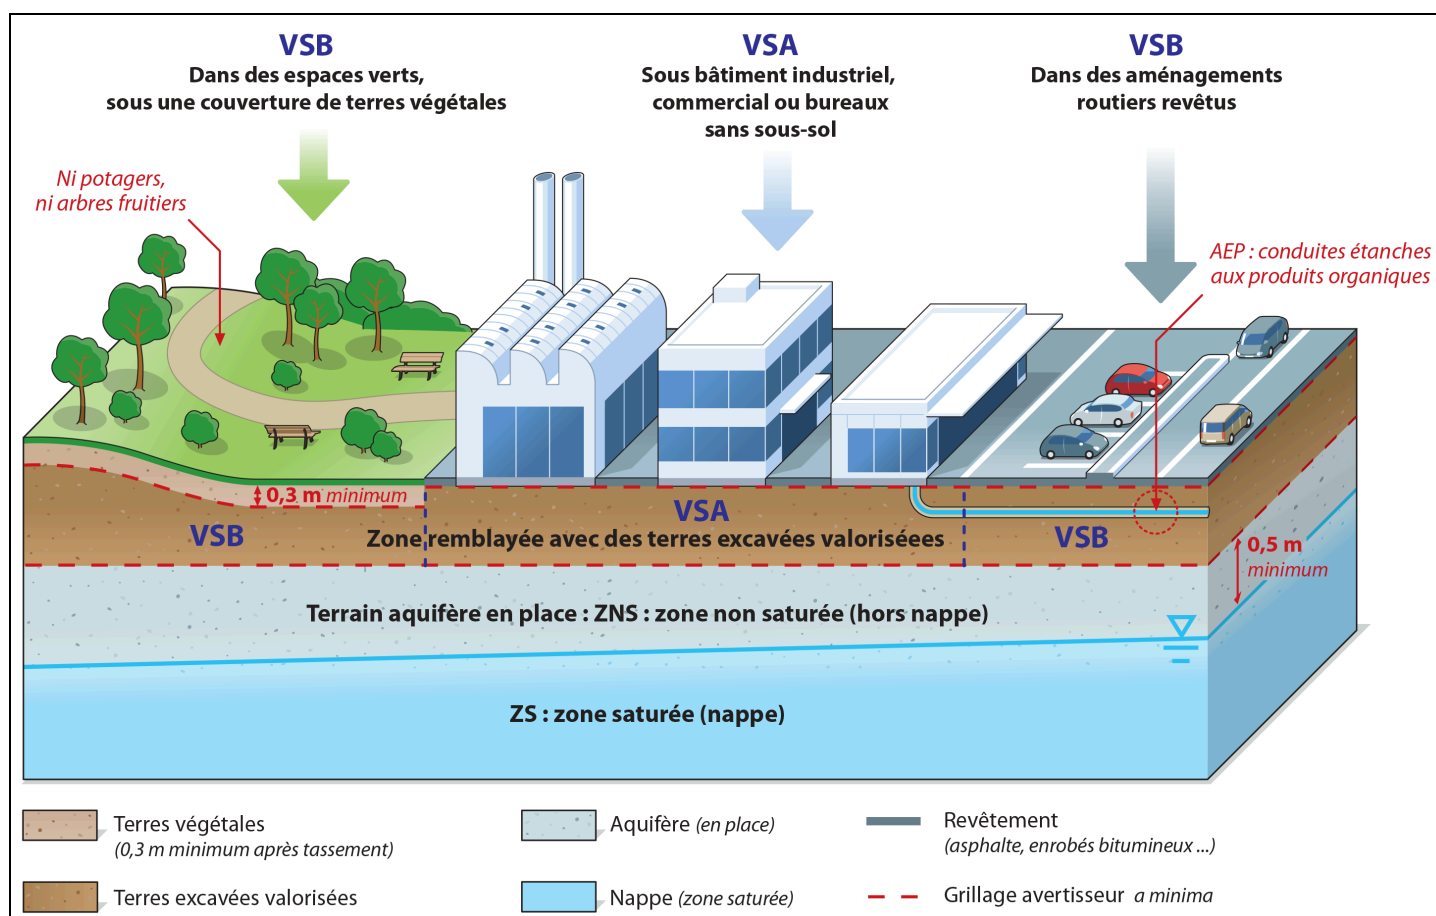 VSB
Dans des espaces verts,
sous une couverture de terres végétales
VSA
Sous bâtiment industriel,
commercial ou bureaux
sans sous-sol
VSB
Dans des aménagements
routiers revêtus
Ni potagers,
ni arbres fruitiers
AEP : conduites étanches
aux produits organiques
0,3 m minimum
VSB
VSA
Zone remblayée avec des terres excavées valoriséees
VSB
0,5 m
minimum
Terrain aquifère en place : ZNS : zone non saturée (hors nappe)
ZS : zone saturée (nappe)
Terres végétales
(0,3 m minimum après tassement)
Aquifère (en place)
Revêtement
(asphalte, enrobés bitumineux ...)
Terres excavées valorisées
Nappe (zone saturée)
Grillage avertisseur a minima